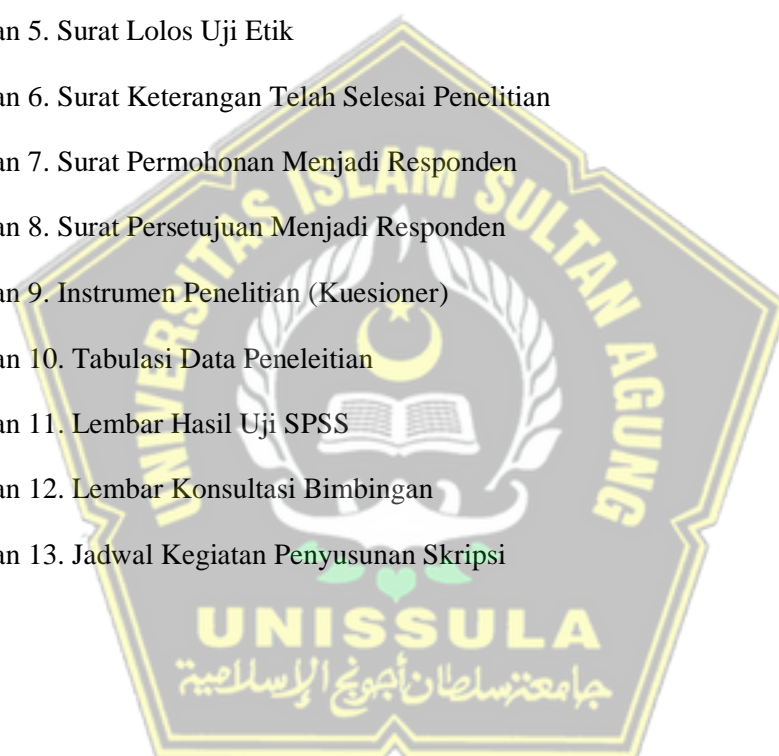 an 5. Surat Lolos Uji Etik
an 6. Surat Keterangan Telah Selesai Penelitian
an 7. Surat Permohonan Menjadi Responden
an 8. Surat Persetujuan Menjadi Responden
an 9. Instrumen Penelitian (Kuesioner)
an 10. Tabulasi Data Peneleitian
an 11. Lembar Hasil Uji SPSS
an 12. Lembar Konsultasi Bimbingan
an 13. Jadwal Kegiatan Penyusunan Skripsi
UNIVERSITAS ISLAM SULTAN AGUNG
UNISSULA
جامعة سلطان أجونج الإسلامية